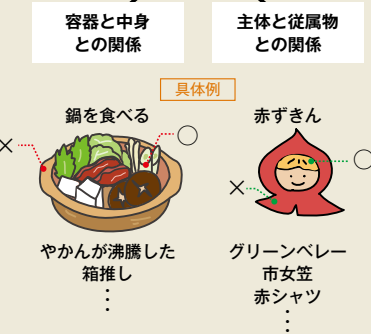 容器と中身
との関係
主体と従属物
との関係
具体例
鍋を食べる
赤ずきん
× ○
× ○
やかんが沸騰した
箱推し
⋮
グリーンベレー
市女笠
赤シャツ
⋮